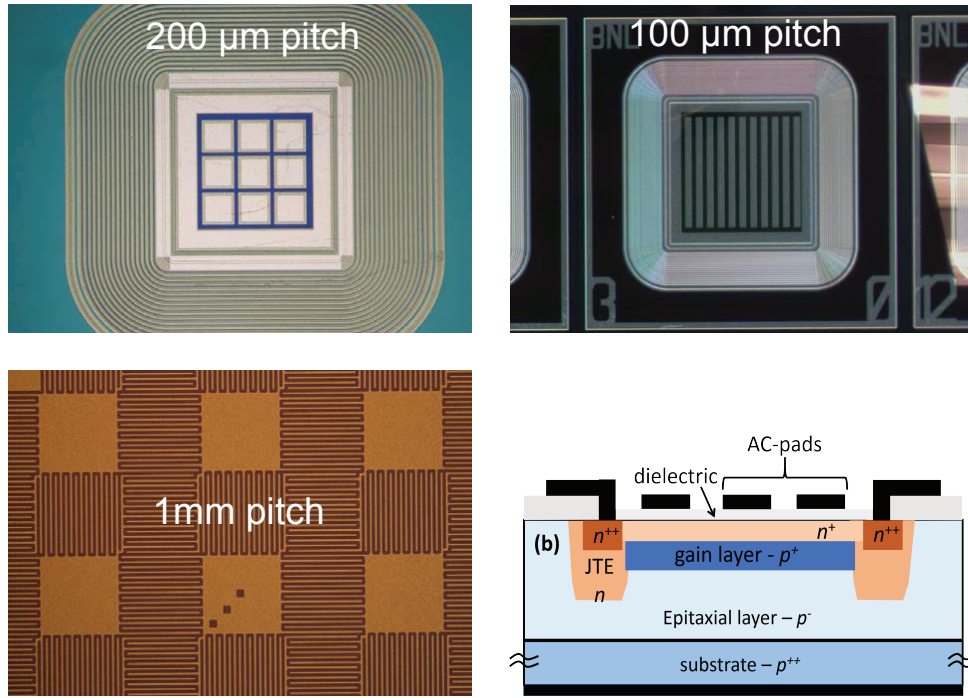 200 µm pitch
100 µm pitch
BNL
BNL
3
0
12
1mm pitch
AC-pads
dielectric
(b)
n++
n+
n++
gain layer - p+
JTE
n
Epitaxial layer – p-
substrate – p++